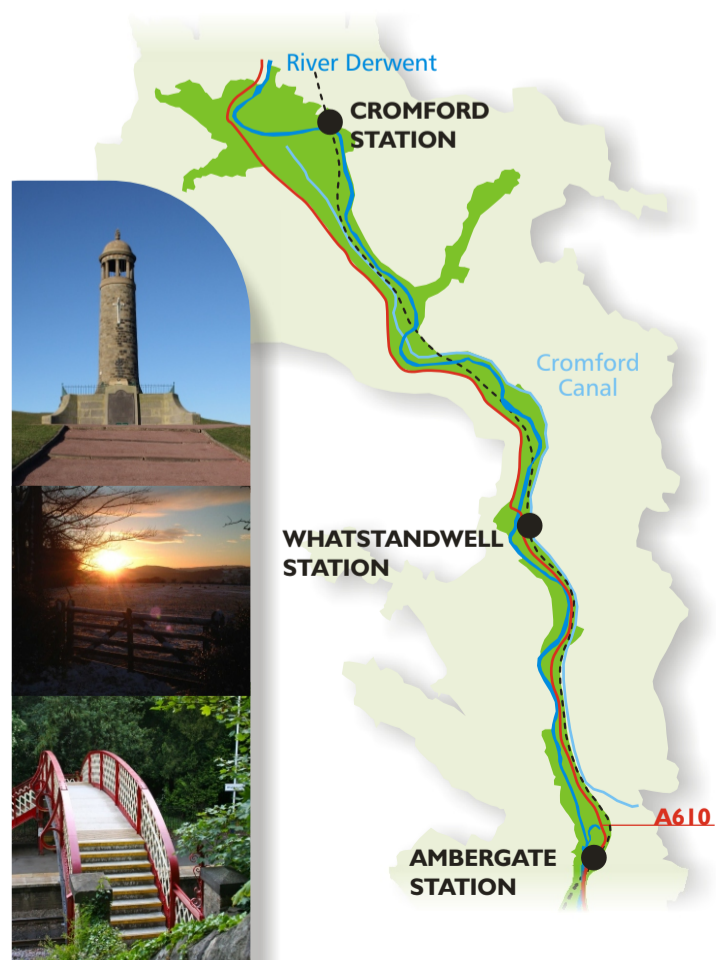 River Derwent
CROMFORD
STATION
Cromford
Canal
WHATSTANDWELL
STATION
A610
AMBERGATE
STATION